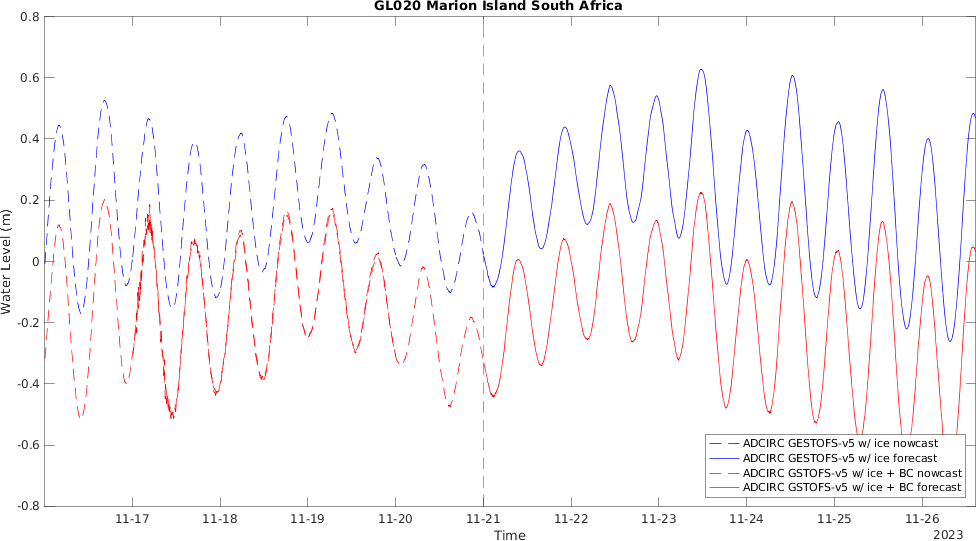 GL020 Marion Island South Africa
0.8
0.6
0.4
0.2
0
-0.2
-0.4
-0.6
-0.8
Water Level (m)
ADCIRC GESTOFS-v5 w/ ice nowcast
ADCIRC GESTOFS-v5 w/ ice forecast
ADCIRC GSTOFS-v5 w/ ice + BC nowcast
ADCIRC GSTOFS-v5 w/ ice + BC forecast
11-17 11-18 11-19 11-20 11-21 11-22 11-23 11-24 11-25 11-26
Time
2023